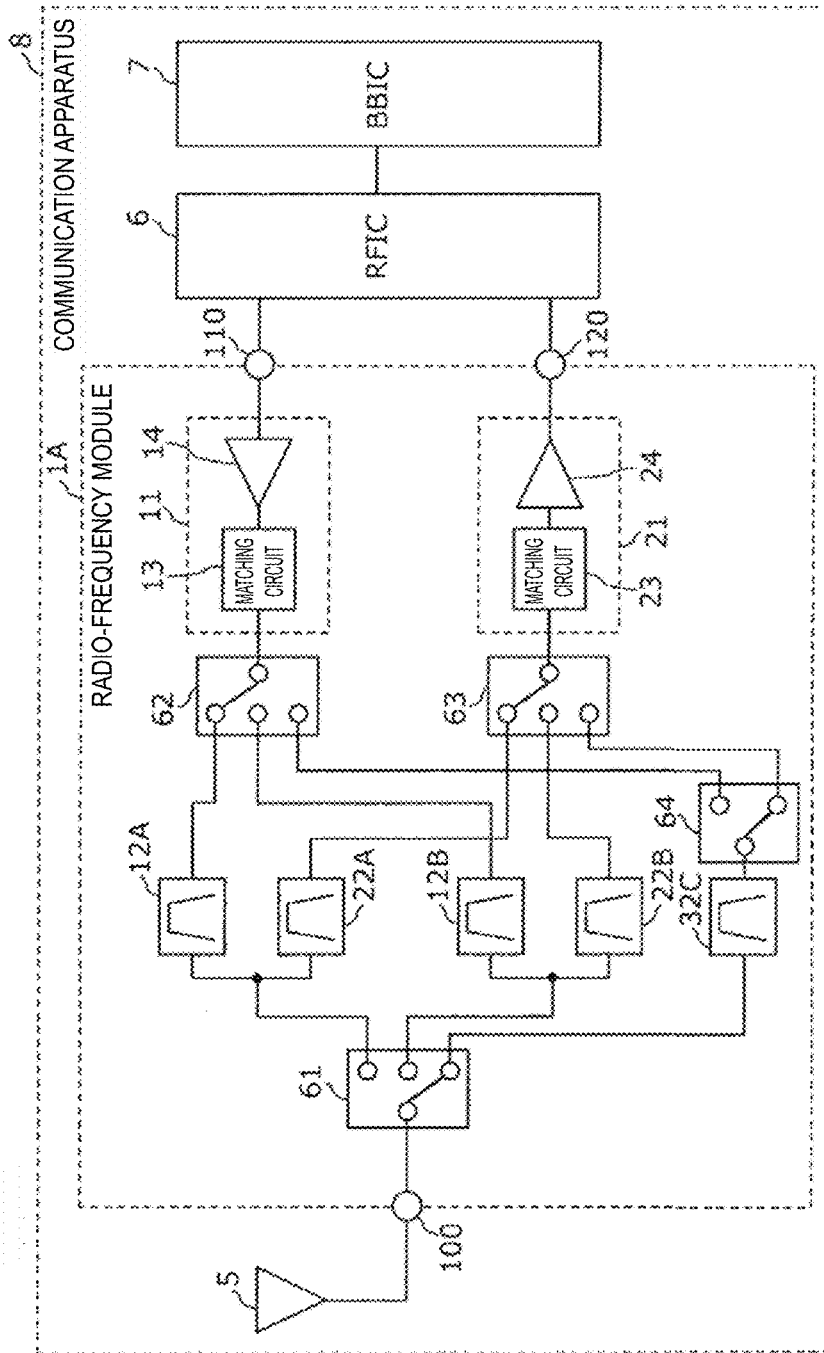 8
COMMUNICATION APPARATUS
1A
RADIO-FREQUENCY MODULE
5
100
61
12A
22A
12B
22B
32C
64
62
63
11
13
MATCHING
CIRCUIT
14
110
21
23
MATCHING
CIRCUIT
24
120
6
RFIC
7
BBIC